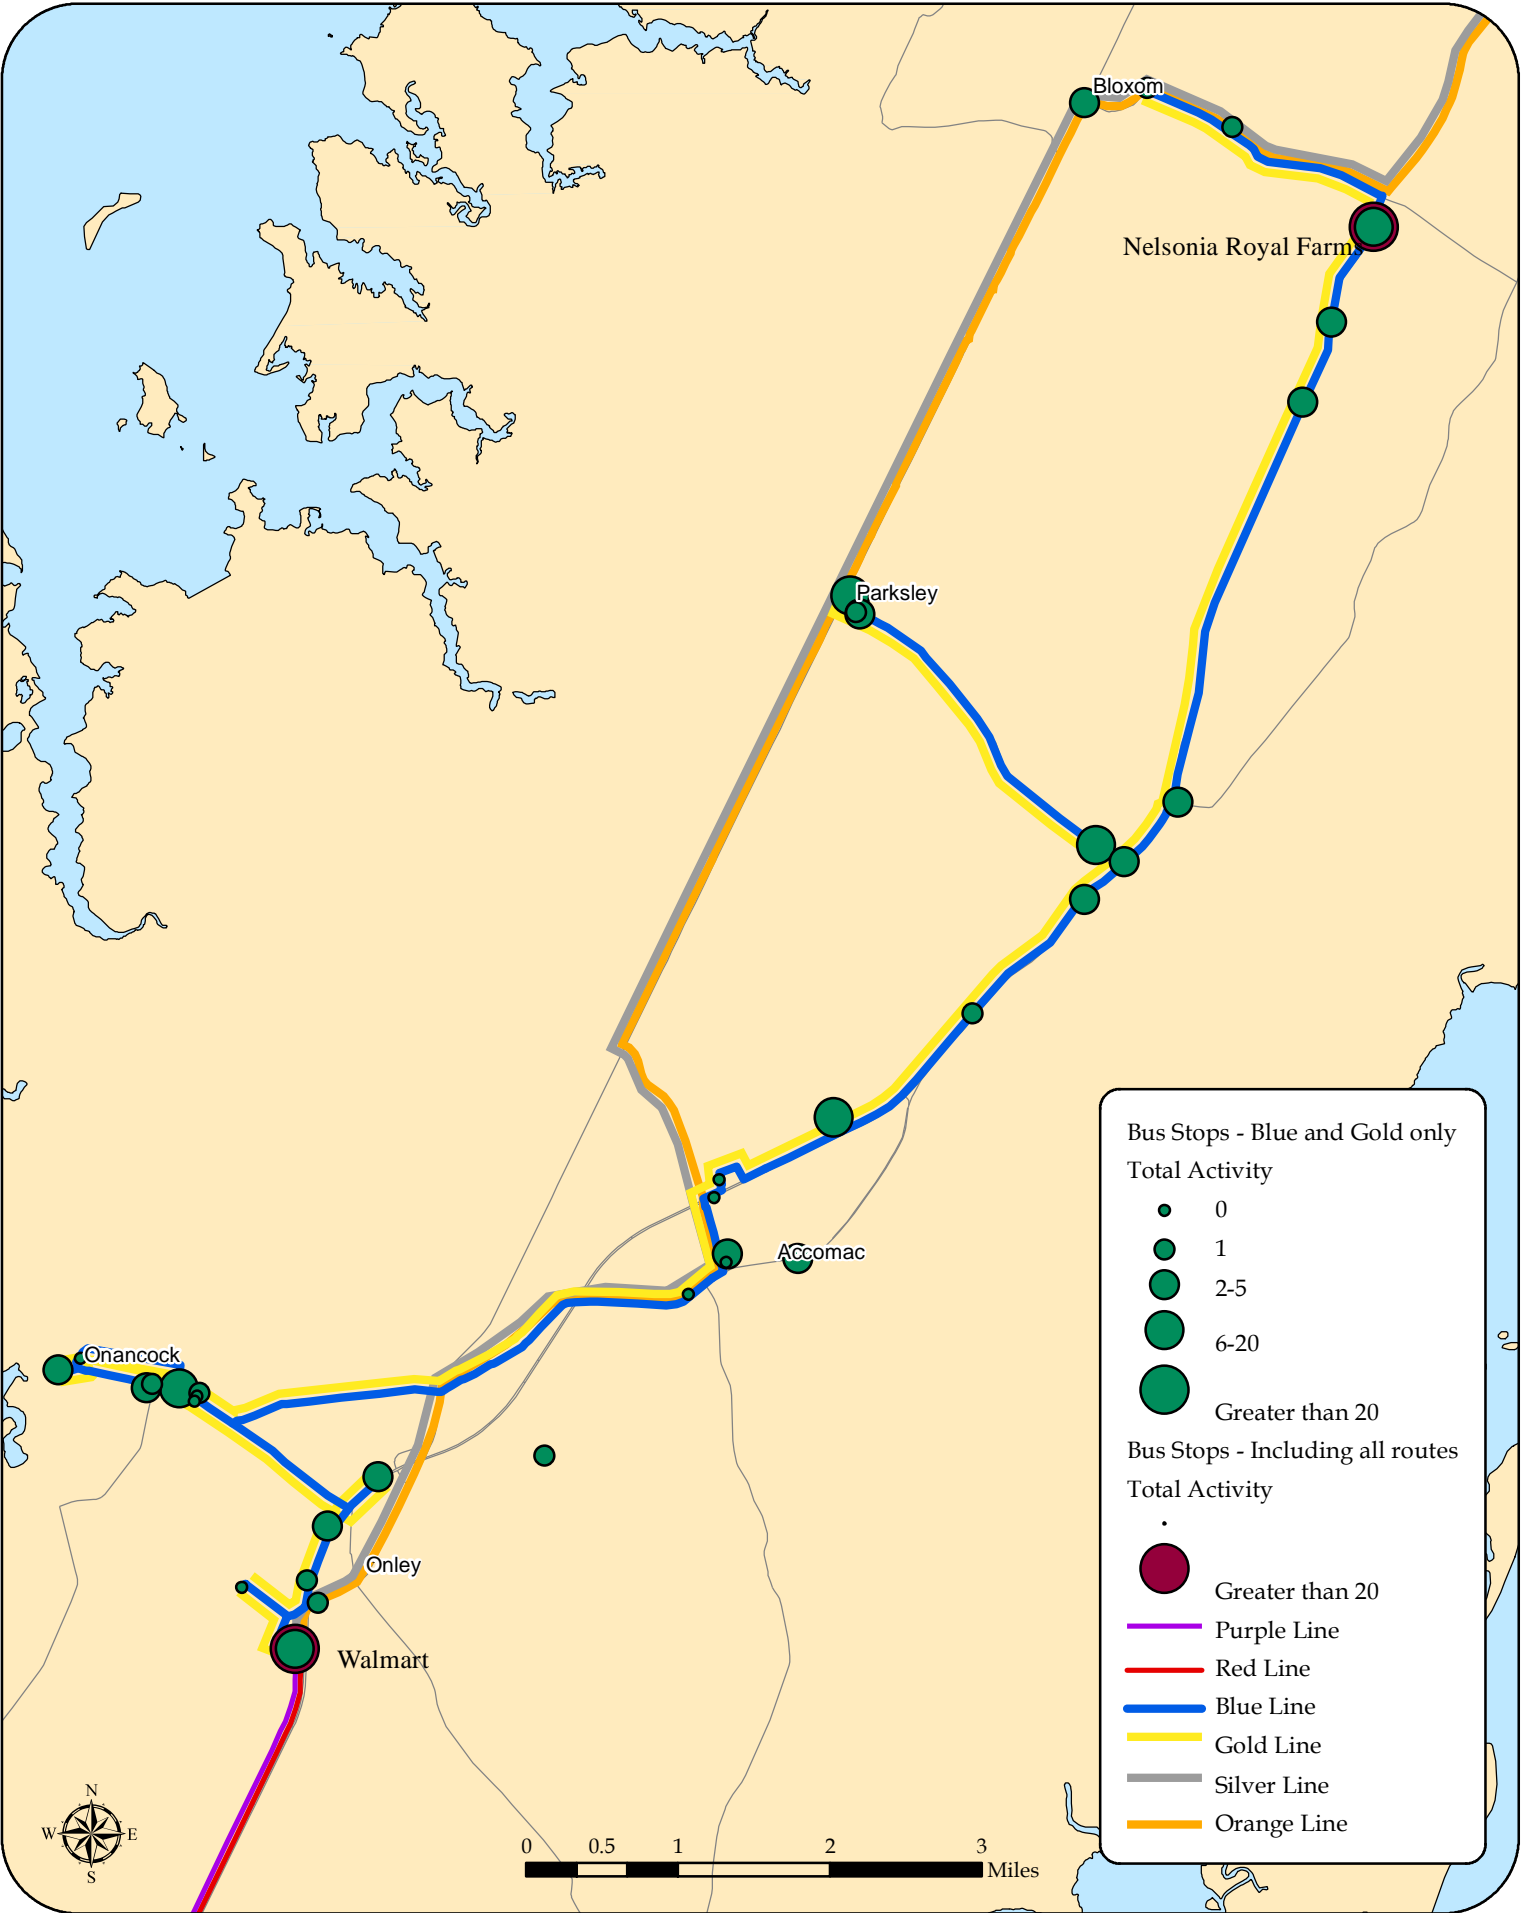 Bloxom
Nelsonia Royal Farms
Parksley
Accomac
Onancock
Onley
Walmart
Bus Stops - Blue and Gold only
Total Activity
0
1
2-5
6-20
Greater than 20
Bus Stops - Including all routes
Total Activity
Greater than 20
Purple Line
Red Line
Blue Line
Gold Line
Silver Line
Orange Line
N
W E
S
0 0.5 1 2 3
Miles